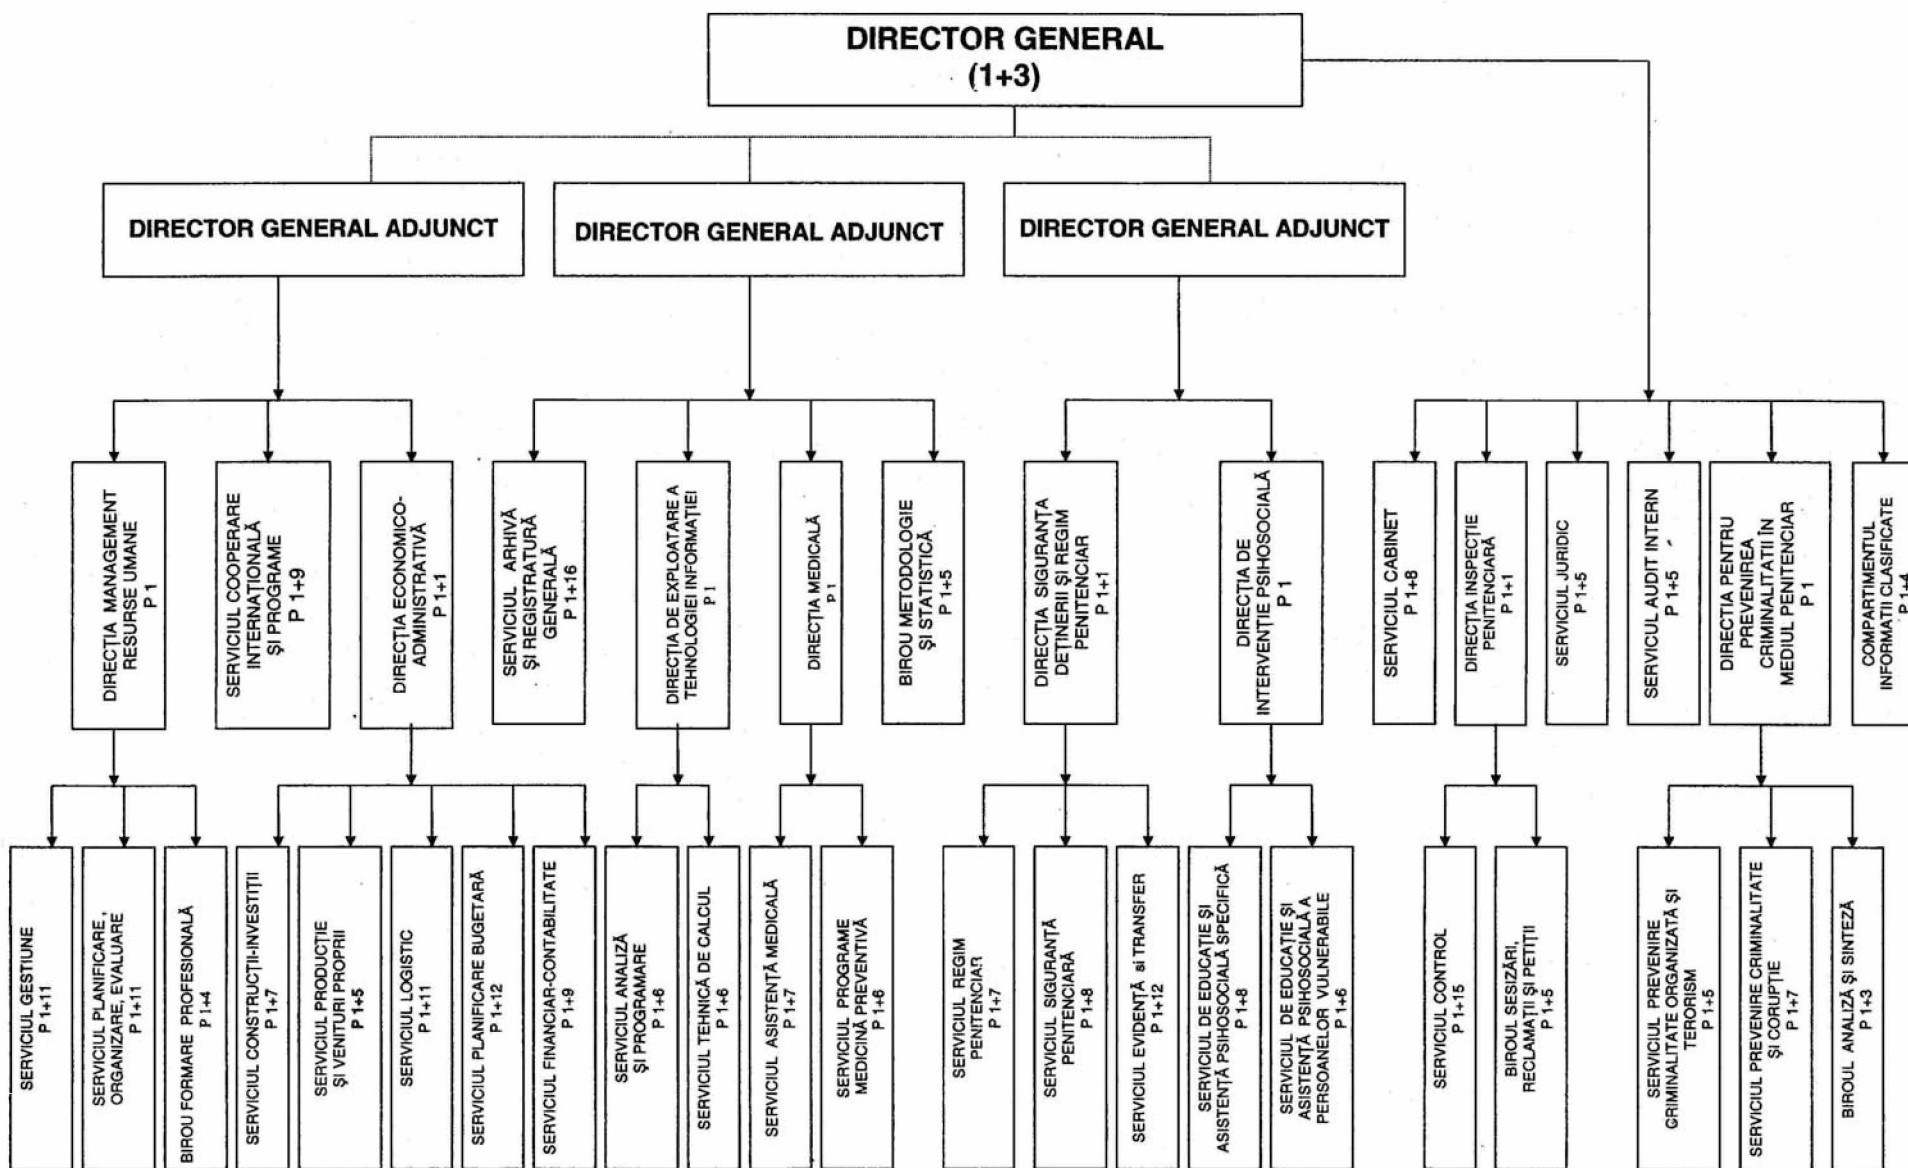 DIRECTOR GENERAL
(1+3)
DIRECTOR GENERAL ADJUNCT
DIRECTOR GENERAL ADJUNCT
DIRECTOR GENERAL ADJUNCT
DIRECȚIA MANAGEMENT
RESURSE UMANE
P 1
SERVICIUL COOPERARE
INTERNAȚIONALĂ
ȘI PROGRAME
P 1+9
DIRECȚIA ECONOMICO-
ADMINISTRATIVĂ
P 1+1
SERVICIUL ARHIVĂ
ȘI REGISTRATURĂ
GENERALĂ
P 1+16
DIRECȚIA DE EXPLOATARE A
TEHNOLOGIEI INFORMAȚIEI
P 1
DIRECȚIA MEDICALĂ
P 1
BIROU METODOLOGIE
ȘI STATISTICĂ
P 1+5
DIRECȚIA SIGURANȚA
DEȚINERII ȘI REGIM
PENITENCIAR
P 1+1
DIRECȚIA DE
INTERVENȚIE PSIHOSOCIALĂ
P 1
SERVICIUL CABINET
P 1+8
DIRECȚIA INSPECȚIE
PENITENCIARĂ
P 1+1
SERVICIUL JURIDIC
P 1+5
SERVICUL AUDIT INTERN
P 1+5
DIRECȚIA PENTRU
PREVENIREA
CRIMINALITATII ÎN
MEDIUL PENITENCIAR
P 1
COMPARTIMENTUL
INFORMATII CLASIFICATE
P 1+4
SERVICIUL GESTIUNE
P 1+11
SERVICIUL PLANIFICARE,
ORGANIZARE, EVALUARE
P 1+11
BIROU FORMARE PROFESIONALĂ
P 1+4
SERVICIUL CONSTRUCȚII-INVESTIȚII
P 1+7
SERVICIUL PRODUCȚIE
ȘI VENITURI PROPRII
P 1+5
SERVICIUL LOGISTIC
P 1+11
SERVICIUL PLANIFICARE BUGETARĂ
P 1+12
SERVICIUL FINANCIAR-CONTABILITATE
P 1+9
SERVICIUL ANALIZĂ
ȘI PROGRAMARE
P 1+6
SERVICIUL TEHNICĂ DE CALCUL
P 1+6
SERVICIUL ASISTENȚĂ MEDICALĂ
P 1+7
SERVICIUL PROGRAME
MEDICINĂ PREVENTIVĂ
P 1+6
SERVICIUL REGIM
PENITENCIAR
P 1+7
SERVICIUL SIGURANȚĂ
PENITENCIARĂ
P 1+8
SERVICIUL EVIDENȚĂ si TRANSFER
P 1+12
SERVICIUL DE EDUCAȚIE ȘI
ASISTENȚĂ PSIHOSOCIALĂ SPECIFICĂ
P 1+8
SERVICIUL DE EDUCAȚIE ȘI
ASISTENȚĂ PSIHOSOCIALĂ A
PERSOANELOR VULNERABILE
P 1+6
SERVICIUL CONTROL
P 1+15
BIROUL SESIZĂRI,
RECLAMAȚII ȘI PETIȚII
P 1+5
SERVICIUL PREVENIRE
CRIMINALITATE ORGANIZATĂ ȘI
TERORISM
P 1+5
SERVICIUL PREVENIRE CRIMINALITATE
ȘI CORUPȚIE
P 1+7
BIROUL ANALIZĂ ȘI SINTEZĂ
P 1+3